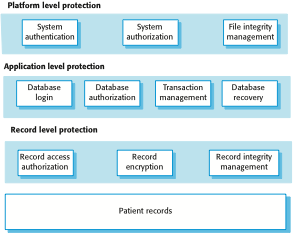 Platform level protection
System
authentication
System
authorization
File integrity
management
Application level protection
Database
login
Database
authorization
Transaction
management
Database
recovery
Record level protection
Record access
authorization
Record
encryption
Record integrity
management
Patient records